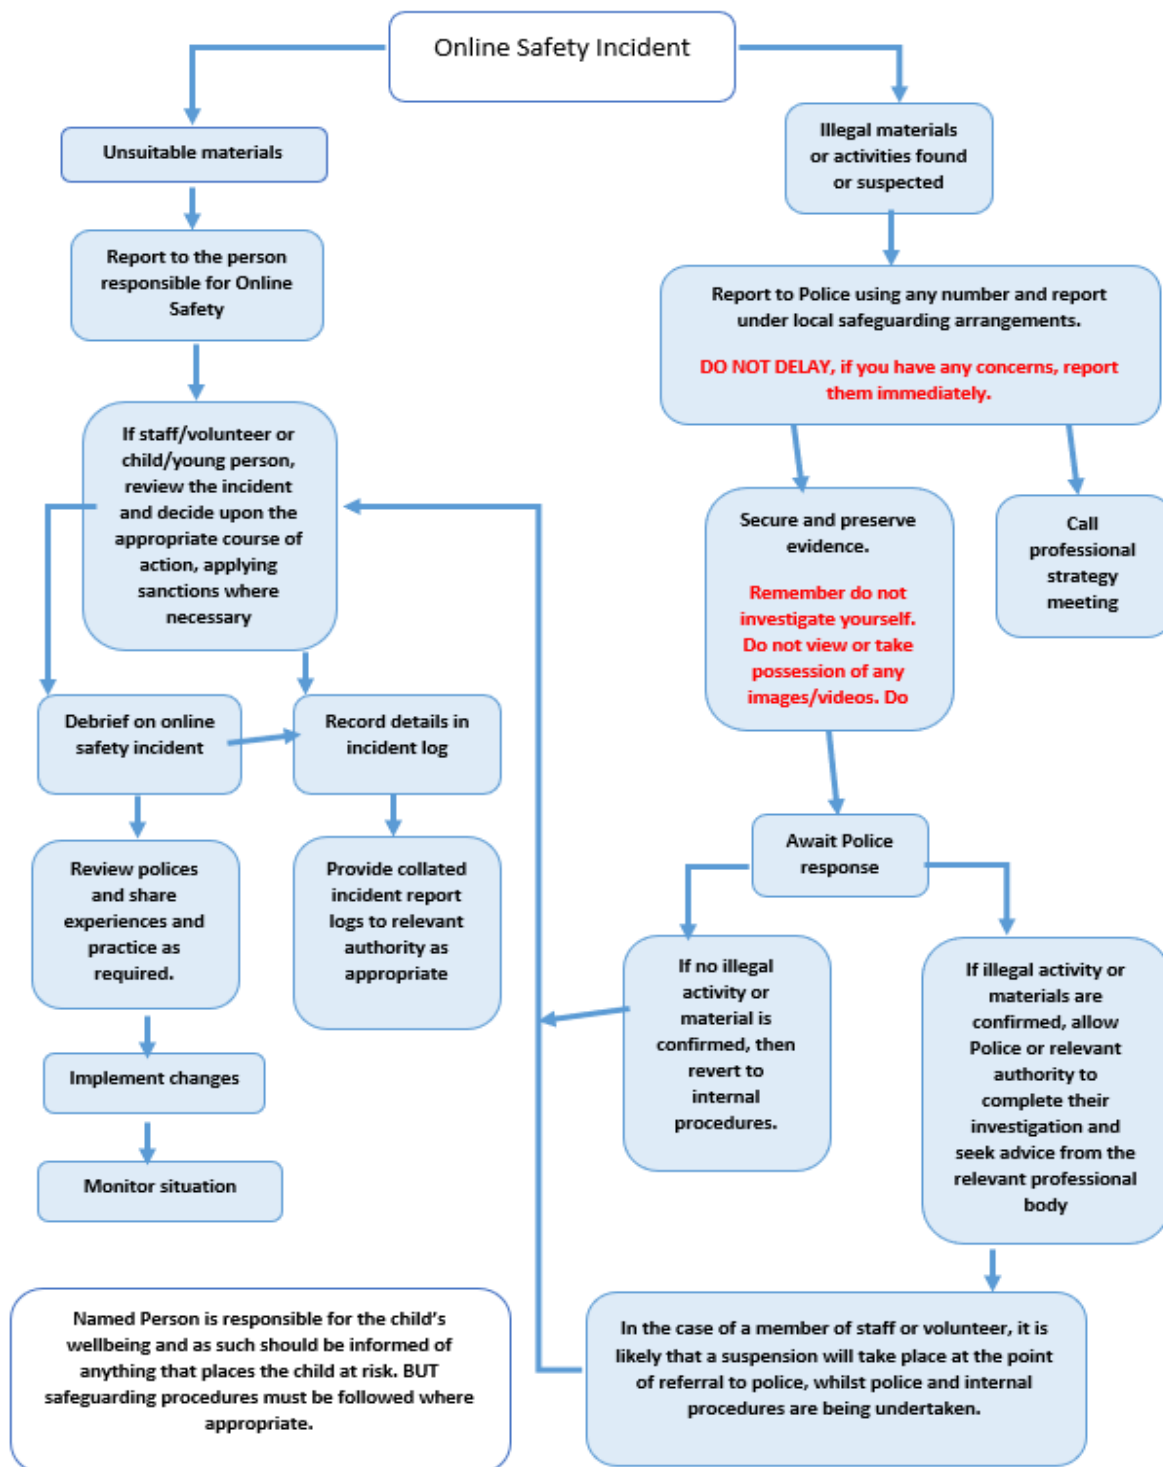 Online Safety Incident
Unsuitable materials
Report to the person
responsible for Online
Safety
If staff/volunteer or
child/young person,
review the incident
and decide upon the
appropriate course of
action, applying
sanctions where
necessary
Debrief on online
safety incident
Record details in
incident log
Review polices
and share
experiences and
practice as
required.
Provide collated
incident report
logs to relevant
authority as
appropriate
Implement changes
Monitor situation
Illegal materials
or activities found
or suspected
Report to Police using any number and report
under local safeguarding arrangements.
DO NOT DELAY, if you have any concerns, report
them immediately.
Secure and preserve
evidence.
Remember do not
investigate yourself.
Do not view or take
possession of any
images/videos. Do
Call
professional
strategy
meeting
Await Police
response
If no illegal
activity or
material is
confirmed, then
revert to
internal
procedures.
If illegal activity or
materials are
confirmed, allow
Police or relevant
authority to
complete their
investigation and
seek advice from the
relevant professional
body
In the case of a member of staff or volunteer, it is
likely that a suspension will take place at the point
of referral to police, whilst police and internal
procedures are being undertaken.
Named Person is responsible for the child's
wellbeing and as such should be informed of
anything that places the child at risk. BUT
safeguarding procedures must be followed where
appropriate.